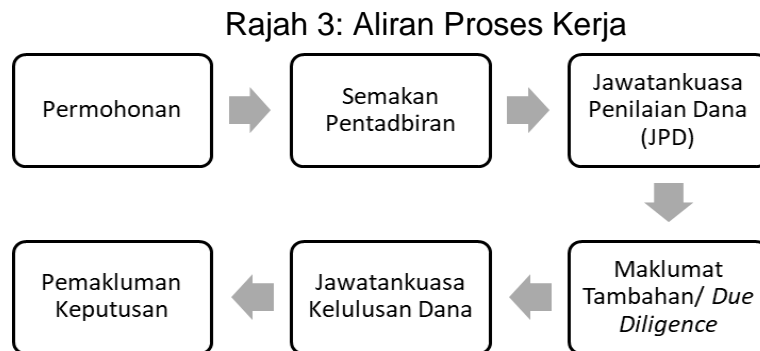 Rajah 3: Aliran Proses Kerja
Permohonan
Semakan
Pentadbiran
Jawatankuasa
Penilaian Dana
(JPD)
Maklumat
Tambahan/ Due
Diligence
Jawatankuasa
Kelulusan Dana
Pemakluman
Keputusan